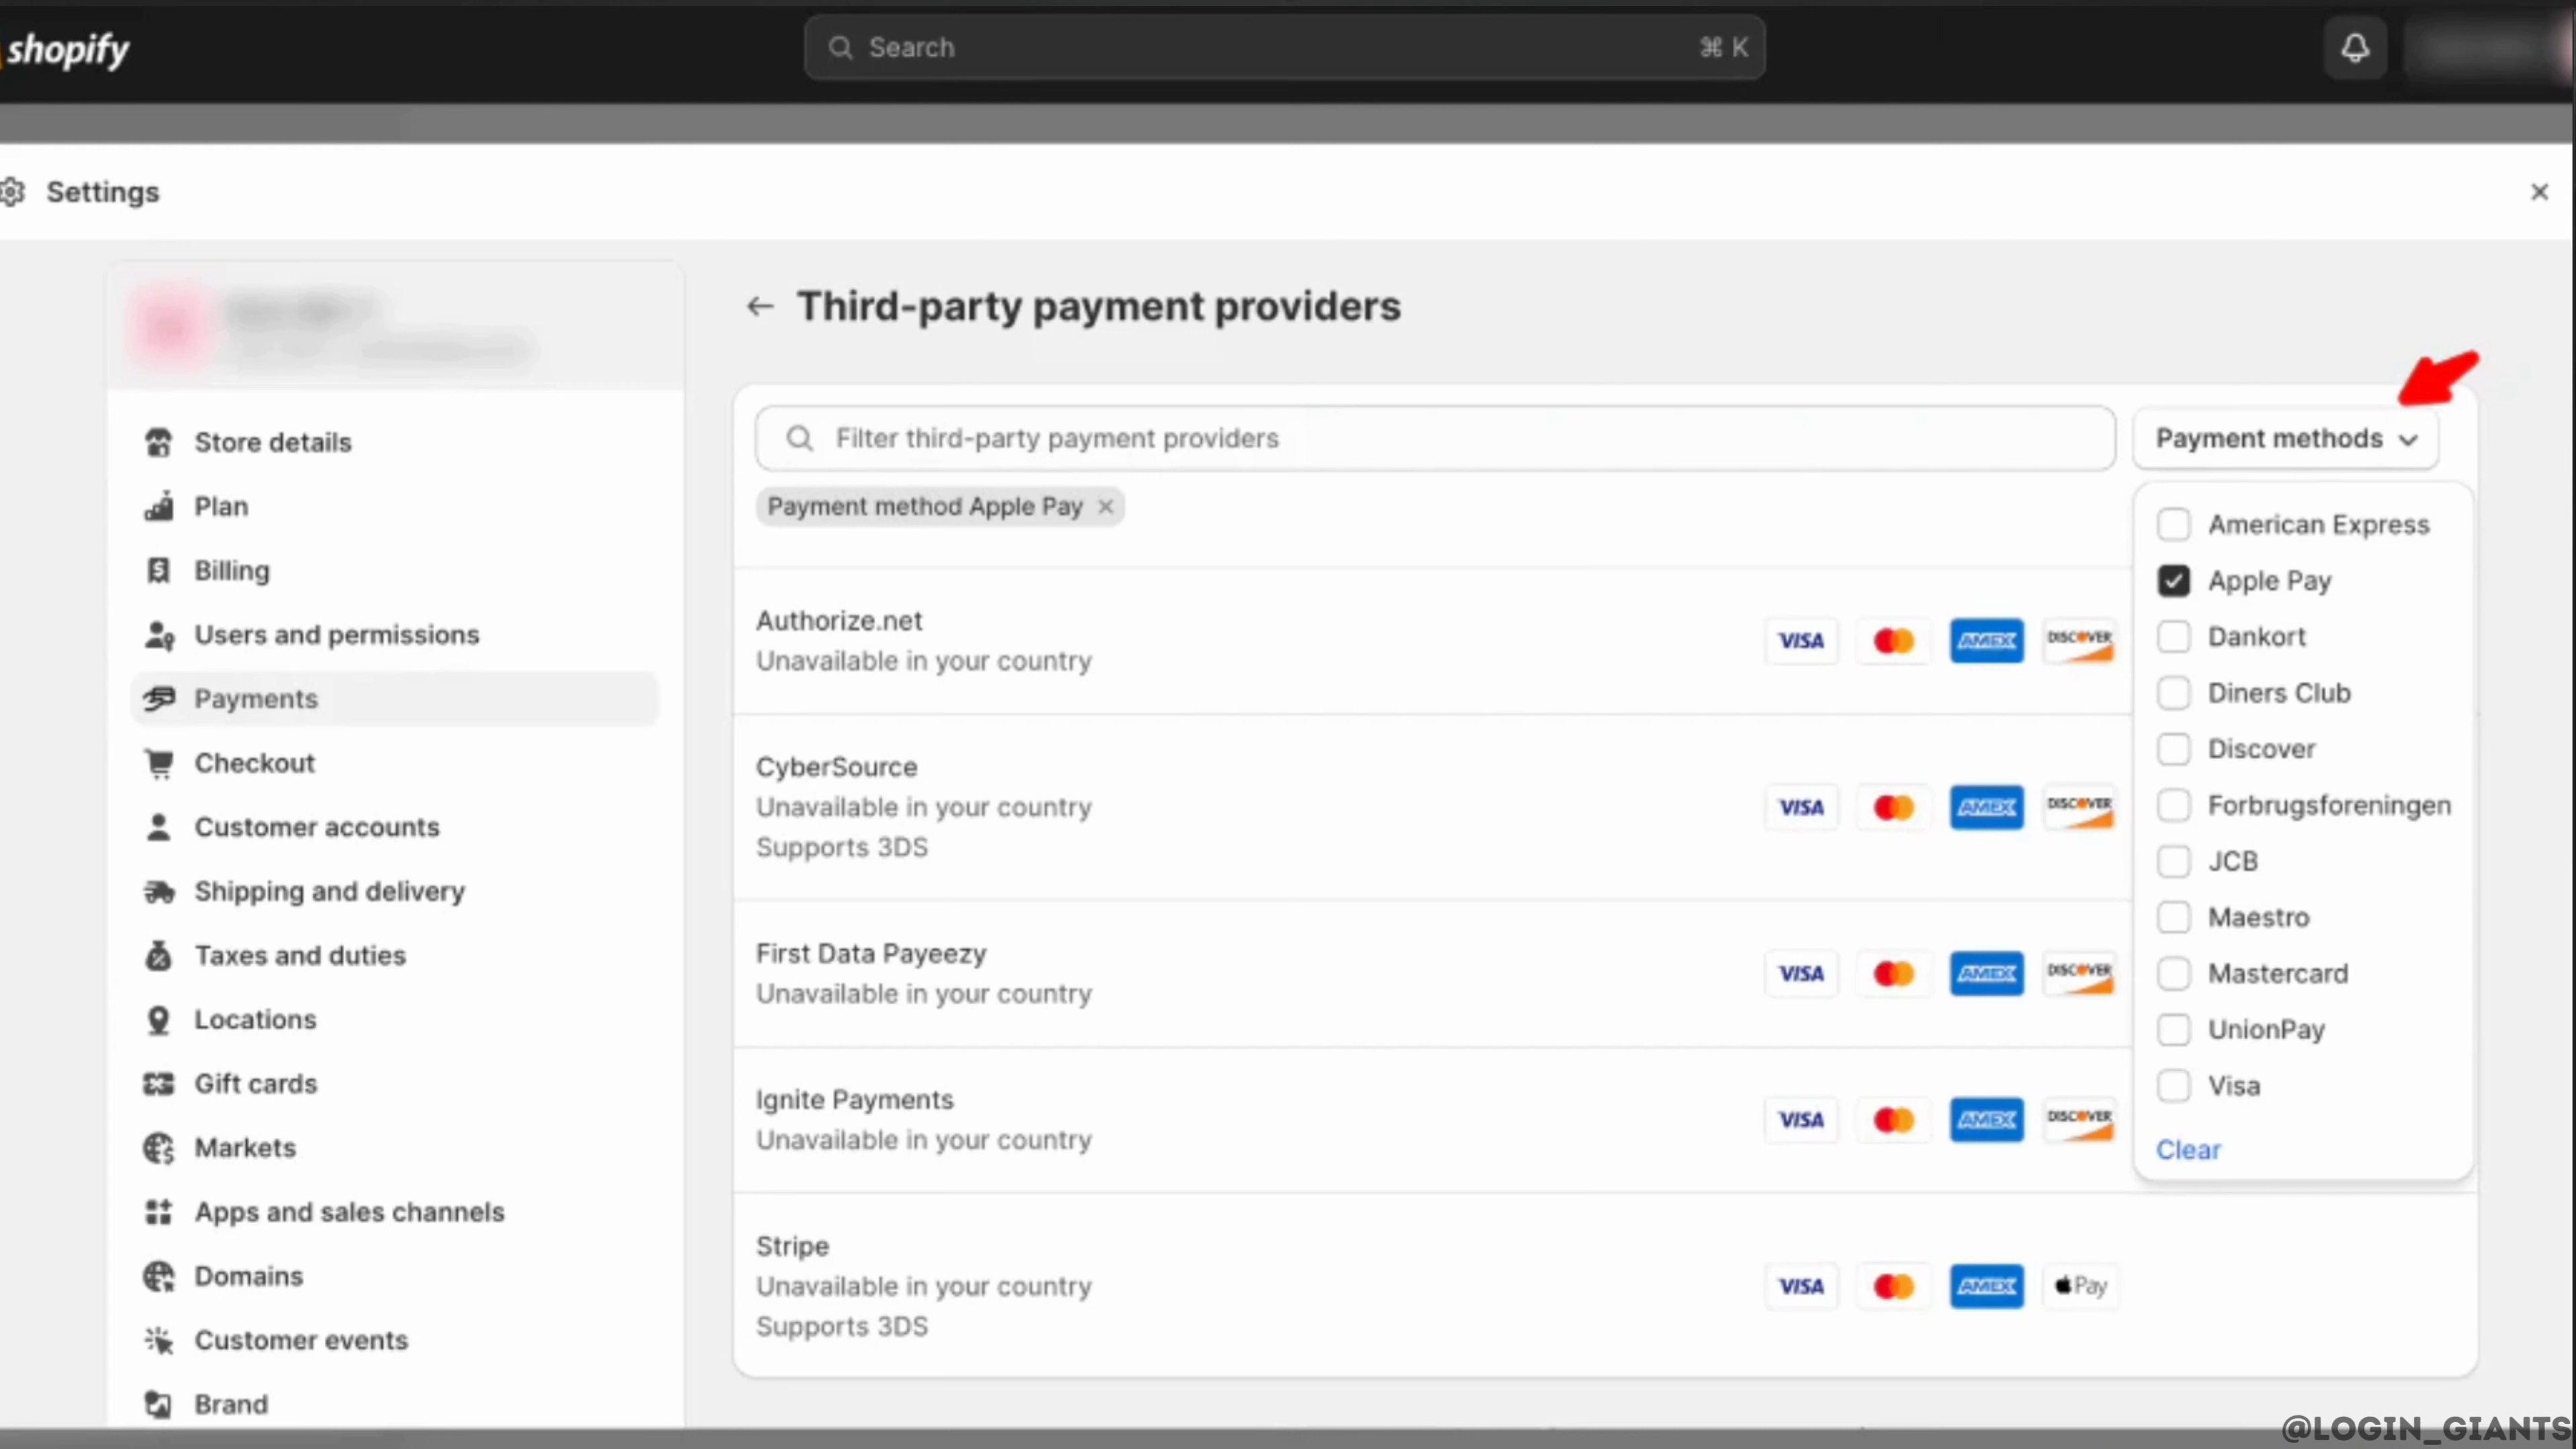 shopify
Search
⌘ K
Settings
Store details
Plan
Billing
Users and permissions
Payments
Checkout
Customer accounts
Shipping and delivery
Taxes and duties
Locations
Gift cards
Markets
Apps and sales channels
Domains
Customer events
Brand
Third-party payment providers
Filter third-party payment providers
Payment methods
Payment method Apple Pay
Authorize.net
Unavailable in your country
VISA
AMEX
DISCOVER
CyberSource
Unavailable in your country
Supports 3DS
VISA
AMEX
DISCOVER
First Data Payeezy
Unavailable in your country
VISA
AMEX
DISCOVER
Ignite Payments
Unavailable in your country
VISA
AMEX
DISCOVER
Stripe
Unavailable in your country
Supports 3DS
VISA
AMEX
Pay
American Express
Apple Pay
Dankort
Diners Club
Discover
Forbrugsforeningen
JCB
Maestro
Mastercard
UnionPay
Visa
Clear
@LOGIN_GIANTS